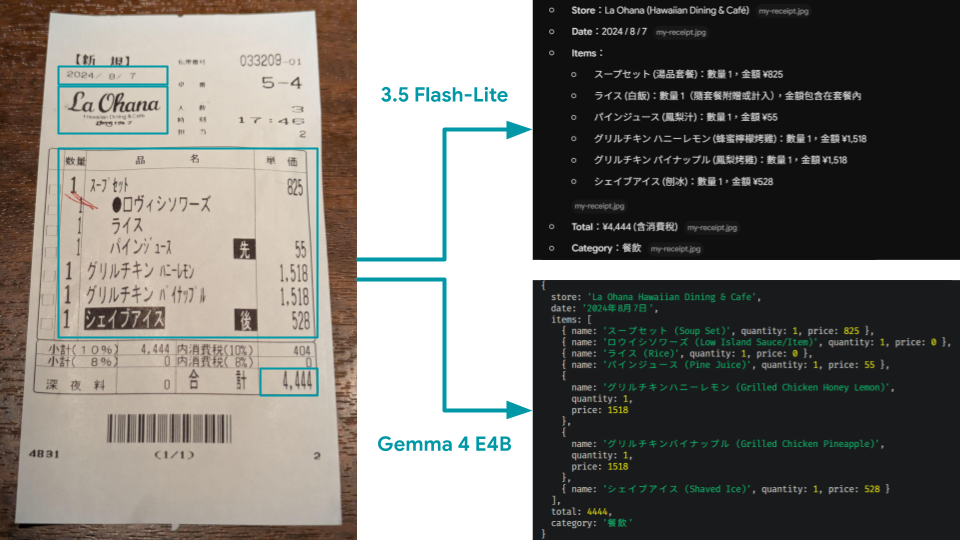 【新 規】
伝票番号 033209-01
2024/ 8/ 7
卓 番 5-4
La Ohana
Hawaiian Dining & Cafe
人 数 3
時 刻 17:46
担 当 2
数量 品 名 単 価
1 スープセット 825
1 ●ロヴィシソワーズ
1 ライス
1 パインジュース 先 55
1 グリルチキン ハニーレモン 1,518
1 グリルチキン パイナップル 1,518
1 シェイブアイス 後 528
小計(10%) 4,444 内消費税(10%) 404
小計( 8%) 0 内消費税( 8%) 0
深 夜 料 0 合 計 4,444
4831 (1/1) 2
3.5 Flash-Lite
Gemma 4 E4B
Store:La Ohana (Hawaiian Dining & Café) my-receipt.jpg
Date:2024 / 8 / 7 my-receipt.jpg
Items:
スープセット (湯品套餐):數量 1,金額 ¥825
ライス (白飯):數量 1(隨套餐附贈或計入),金額包含在套餐內
パインジュース (鳳梨汁):數量 1,金額 ¥55
グリルチキン ハニーレモン (蜂蜜檸檬烤雞):數量 1,金額 ¥1,518
グリルチキン パイナップル (鳳梨烤雞):數量 1,金額 ¥1,518
シェイブアイス (刨冰):數量 1,金額 ¥528
my-receipt.jpg
Total:¥4,444 (含消費稅) my-receipt.jpg
Category:餐飲 my-receipt.jpg
{
store: 'La Ohana Hawaiian Dining & Cafe',
date: '2024年8月7日',
items: [
{ name: 'スープセット (Soup Set)', quantity: 1, price: 825 },
{ name: 'ロウイシソワーズ (Low Island Sauce/Item)', quantity: 1, price: 0 },
{ name: 'ライス (Rice)', quantity: 1, price: 0 },
{ name: 'パインジュース (Pine Juice)', quantity: 1, price: 55 },
{
name: 'グリルチキンハニーレモン (Grilled Chicken Honey Lemon)',
quantity: 1,
price: 1518
},
{
name: 'グリルチキンパイナップル (Grilled Chicken Pineapple)',
quantity: 1,
price: 1518
},
{ name: 'シェイブアイス (Shaved Ice)', quantity: 1, price: 528 }
],
total: 4444,
category: '餐飲'
}